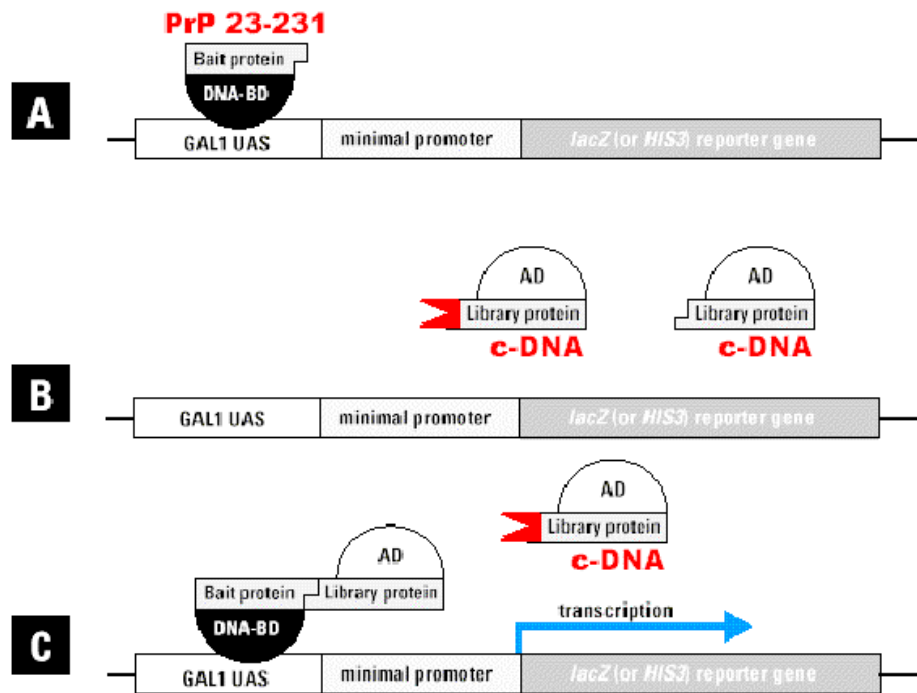 PrP 23-231
Bait protein
DNA-BD
A
GAL1 UAS minimal promoter lacZ (or HIS3) reporter gene
AD AD
Library protein Library protein
c-DNA c-DNA
B
GAL1 UAS minimal promoter lacZ (or HIS3) reporter gene
AD
Library protein
c-DNA
AD
Bait protein Library protein
transcription
DNA-BD
C
GAL1 UAS minimal promoter lacZ (or HIS3) reporter gene